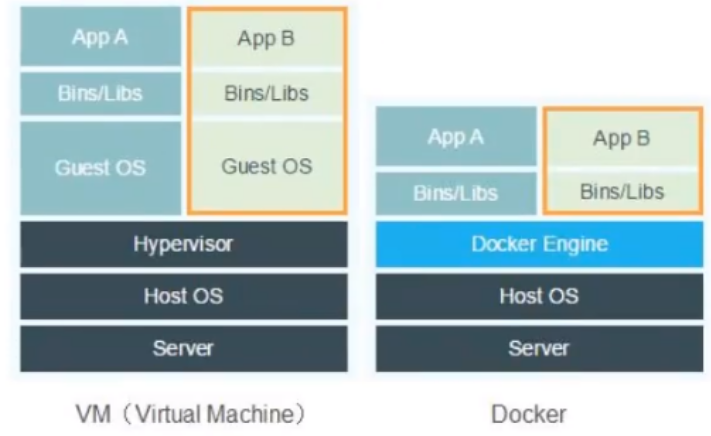 App A
App B
Bins/Libs
Bins/Libs
Guest OS
Guest OS
Hypervisor
Host OS
Server
VM（Virtual Machine）
App A
App B
Bins/Libs
Bins/Libs
Docker Engine
Host OS
Server
Docker